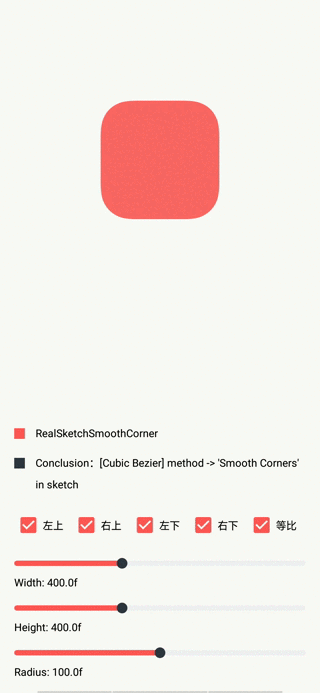 RealSketchSmoothCorner
Conclusion：[Cubic Bezier] method -> 'Smooth Corners'
in sketch
左上 右上 左下 右下 等比
Width: 400.0f
Height: 400.0f
Radius: 100.0f